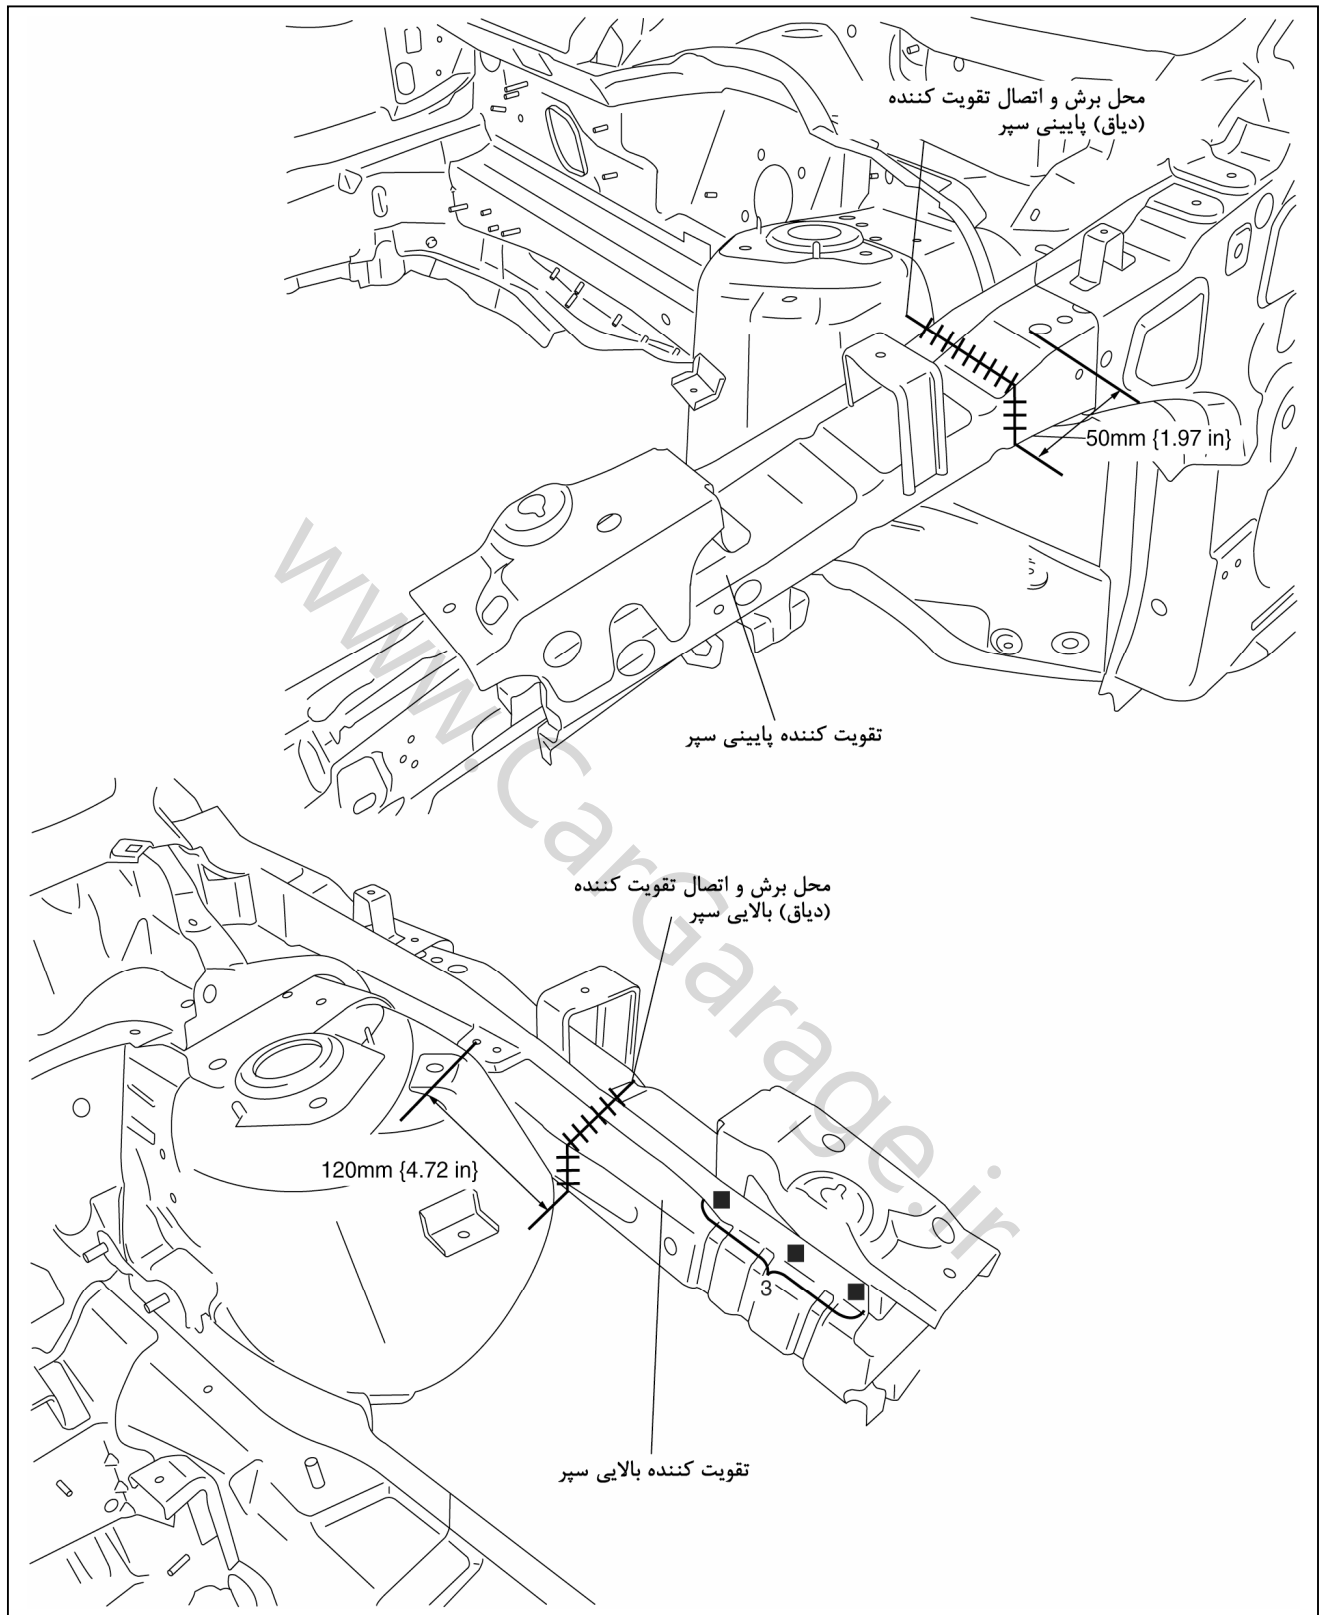 محل برش و اتصال تقویت کننده
(دیاق) پایینی سپر
50mm {1.97 in}
تقویت کننده پایینی سپر
www.CarGarage.ir
محل برش و اتصال تقویت کننده
(دیاق) بالایی سپر
120mm {4.72 in}
3
تقویت کننده بالایی سپر